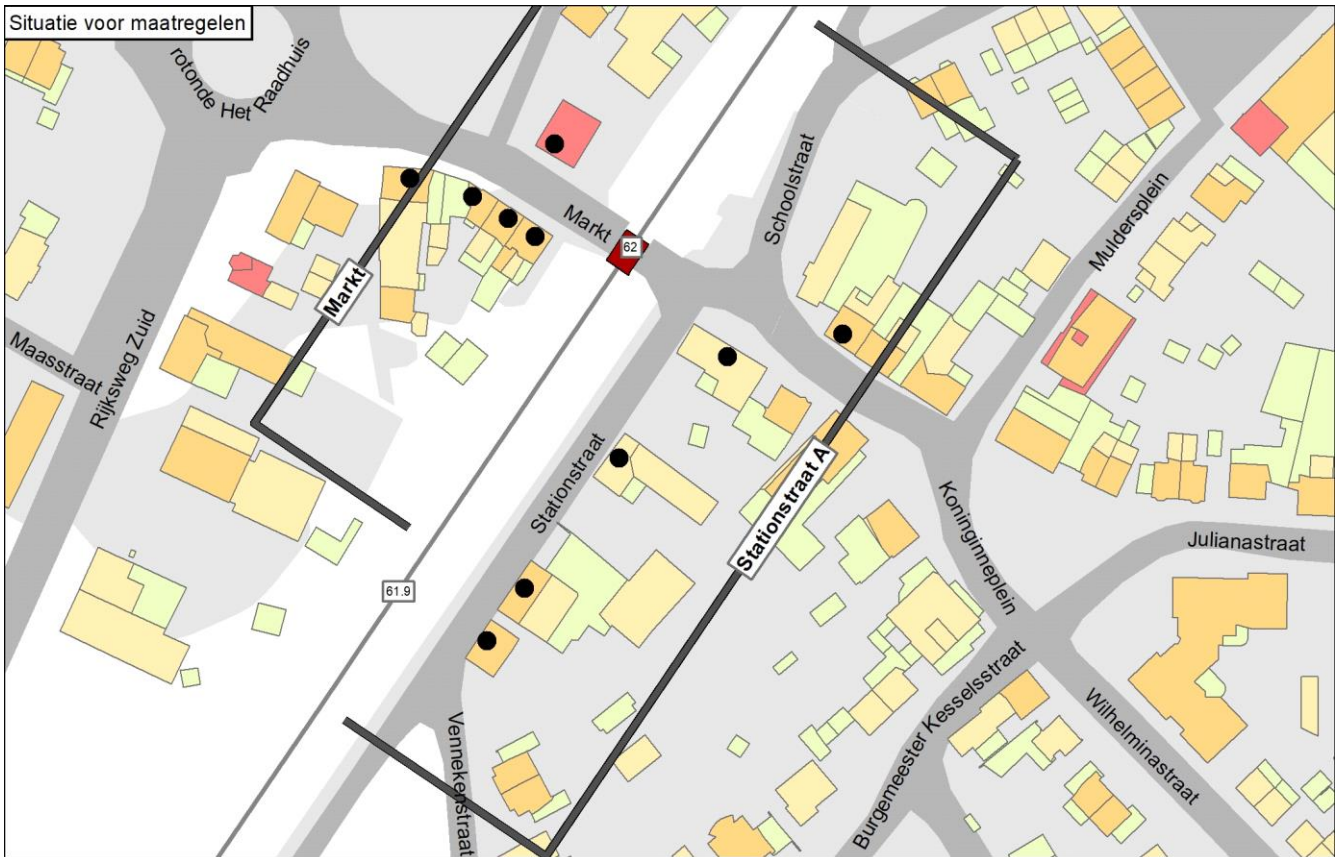 Situatie voor maatregelen
rotonde Het Raadhuis
Schoolstraat
Markt
62
Muldersplein
Markt
Maasstraat
Rijksweg Zuid
Stationstraat
Stationstraat A
Koninginneplein
Julianastraat
61.9
Vennekenstraat
Burgemeester Kesselsstraat
Wilhelminastraat